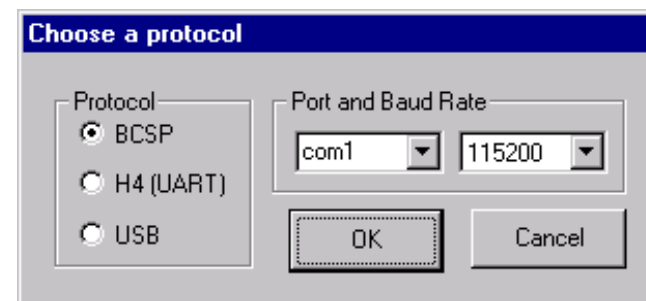 Choose a protocol
Protocol
BCSP
H4 (UART)
USB
Port and Baud Rate
com1 115200
OK Cancel